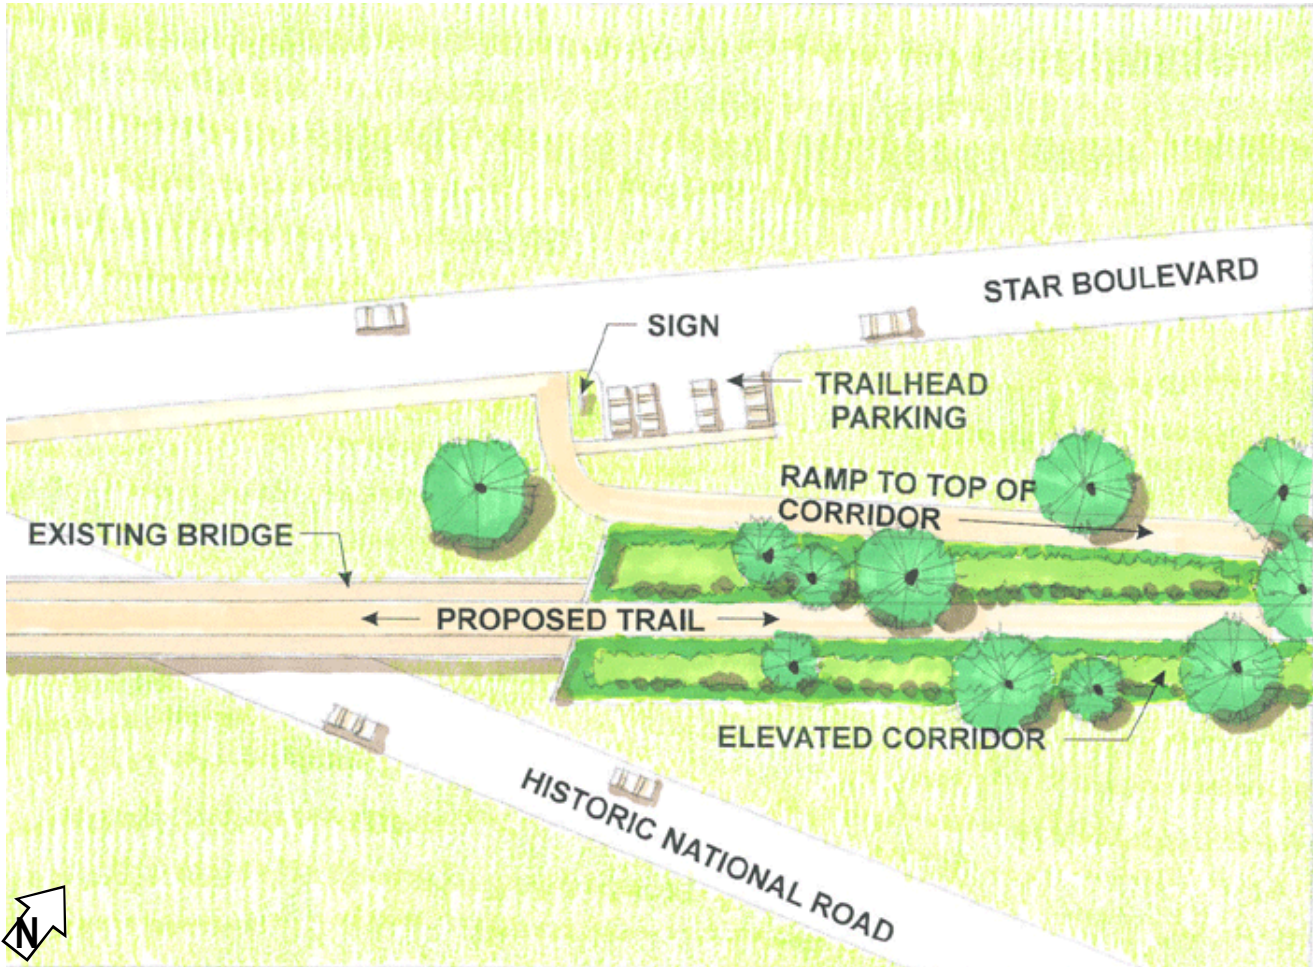 STAR BOULEVARD
SIGN
TRAILHEAD
PARKING
RAMP TO TOP OF
CORRIDOR
EXISTING BRIDGE
PROPOSED TRAIL
ELEVATED CORRIDOR
HISTORIC NATIONAL ROAD
N